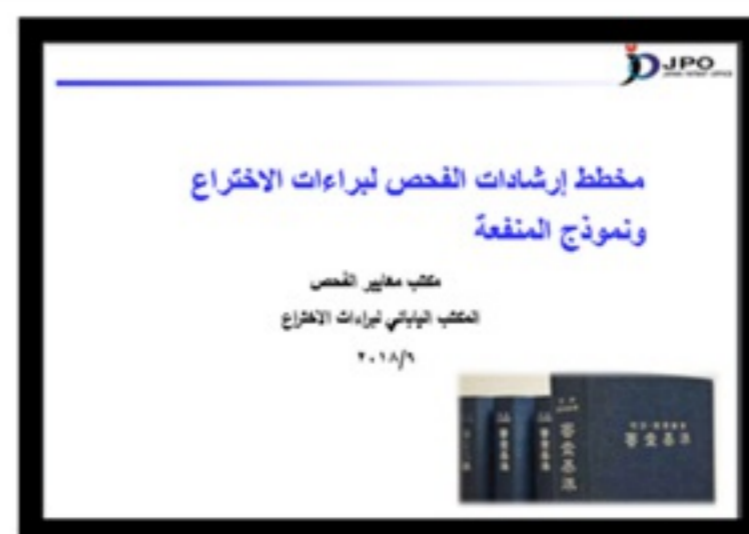 JPO
مخطط إرشادات الفحص لبراءات الاختراع
ونموذج المنفعة
مكتب معايير الفحص
المكتب الياباني لبراءات الاختراع
٢٠١٨/٩